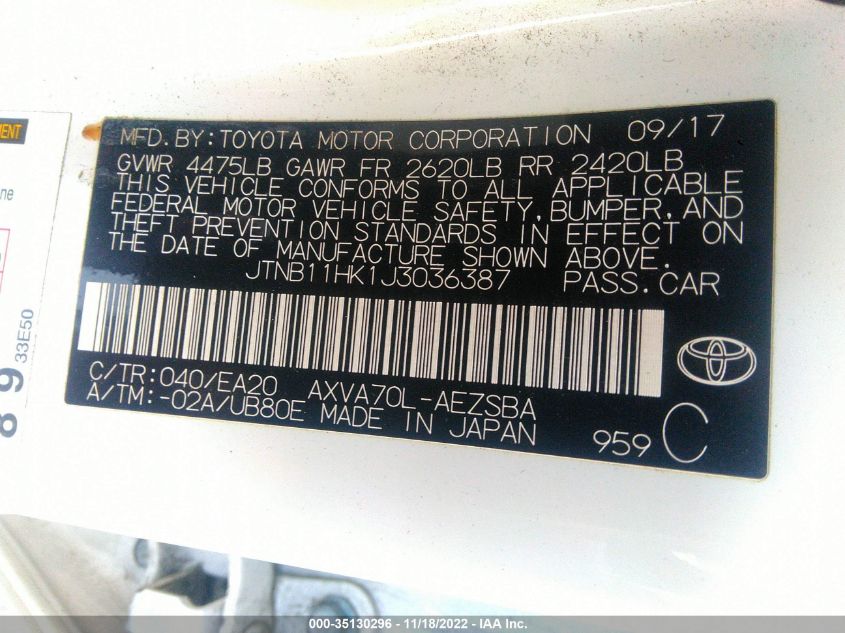 MFD.BY:TOYOTA MOTOR CORPORATION 09/17
GVWR 4475LB GAWR FR 2620LB RR 2420LB
THIS VEHICLE CONFORMS TO ALL APPLICABLE
FEDERAL MOTOR VEHICLE SAFETY,BUMPER,AND
THEFT PREVENTION STANDARDS IN EFFECT ON
THE DATE OF MANUFACTURE SHOWN ABOVE.
JTNB11HK1J3036387 PASS.CAR
C/TR:040/EA20 AXVA70L-AEZSBA
A/TM:-02A/UB80E MADE IN JAPAN
959 C
33E50
000-35130296 - 11/18/2022 - IAA Inc.